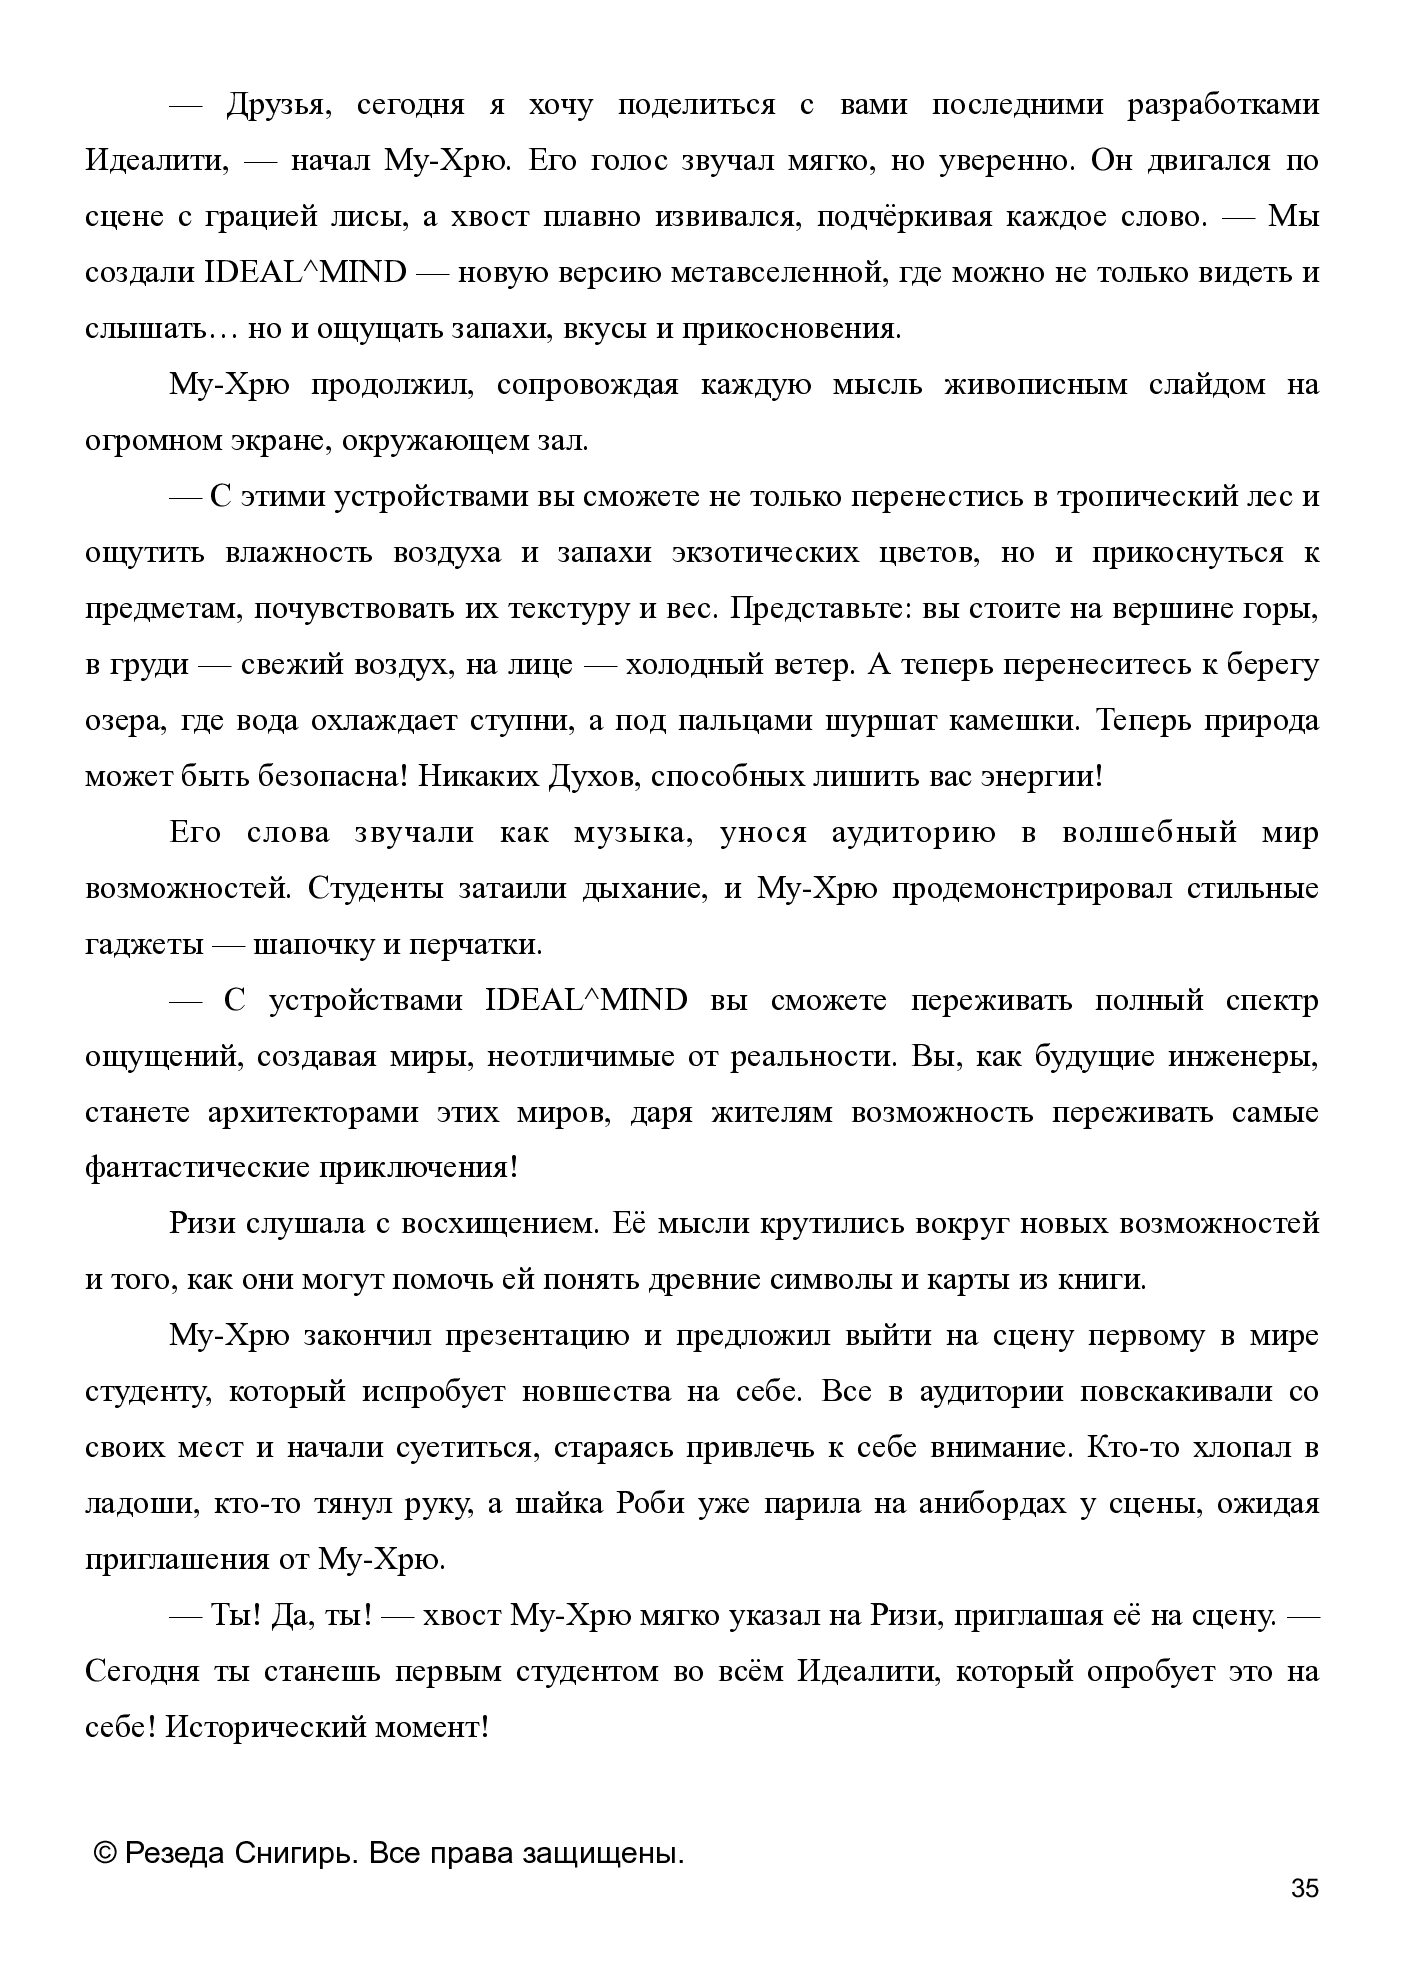 — Друзья, сегодня я хочу поделиться с вами последними разработками
Идеалити, — начал Му-Хрю. Его голос звучал мягко, но уверенно. Он двигался по
сцене с грацией лисы, а хвост плавно извивался, подчёркивая каждое слово. — Мы
создали IDEAL^MIND — новую версию метавселенной, где можно не только видеть и
слышать… но и ощущать запахи, вкусы и прикосновения.
Му-Хрю продолжил, сопровождая каждую мысль живописным слайдом на
огромном экране, окружающем зал.
— С этими устройствами вы сможете не только перенестись в тропический лес и
ощутить влажность воздуха и запахи экзотических цветов, но и прикоснуться к
предметам, почувствовать их текстуру и вес. Представьте: вы стоите на вершине горы,
в груди — свежий воздух, на лице — холодный ветер. А теперь перенеситесь к берегу
озера, где вода охлаждает ступни, а под пальцами шуршат камешки. Теперь природа
может быть безопасна! Никаких Духов, способных лишить вас энергии!
Его слова звучали как музыка, унося аудиторию в волшебный мир
возможностей. Студенты затаили дыхание, и Му-Хрю продемонстрировал стильные
гаджеты — шапочку и перчатки.
— С устройствами IDEAL^MIND вы сможете переживать полный спектр
ощущений, создавая миры, неотличимые от реальности. Вы, как будущие инженеры,
станете архитекторами этих миров, даря жителям возможность переживать самые
фантастические приключения!
Ризи слушала с восхищением. Её мысли крутились вокруг новых возможностей
и того, как они могут помочь ей понять древние символы и карты из книги.
Му-Хрю закончил презентацию и предложил выйти на сцену первому в мире
студенту, который испробует новшества на себе. Все в аудитории повскакивали со
своих мест и начали суетиться, стараясь привлечь к себе внимание. Кто-то хлопал в
ладоши, кто-то тянул руку, а шайка Роби уже парила на анибордах у сцены, ожидая
приглашения от Му-Хрю.
— Ты! Да, ты! — хвост Му-Хрю мягко указал на Ризи, приглашая её на сцену. —
Сегодня ты станешь первым студентом во всём Идеалити, который опробует это на
себе! Исторический момент!
© Резеда Снигирь. Все права защищены.
35